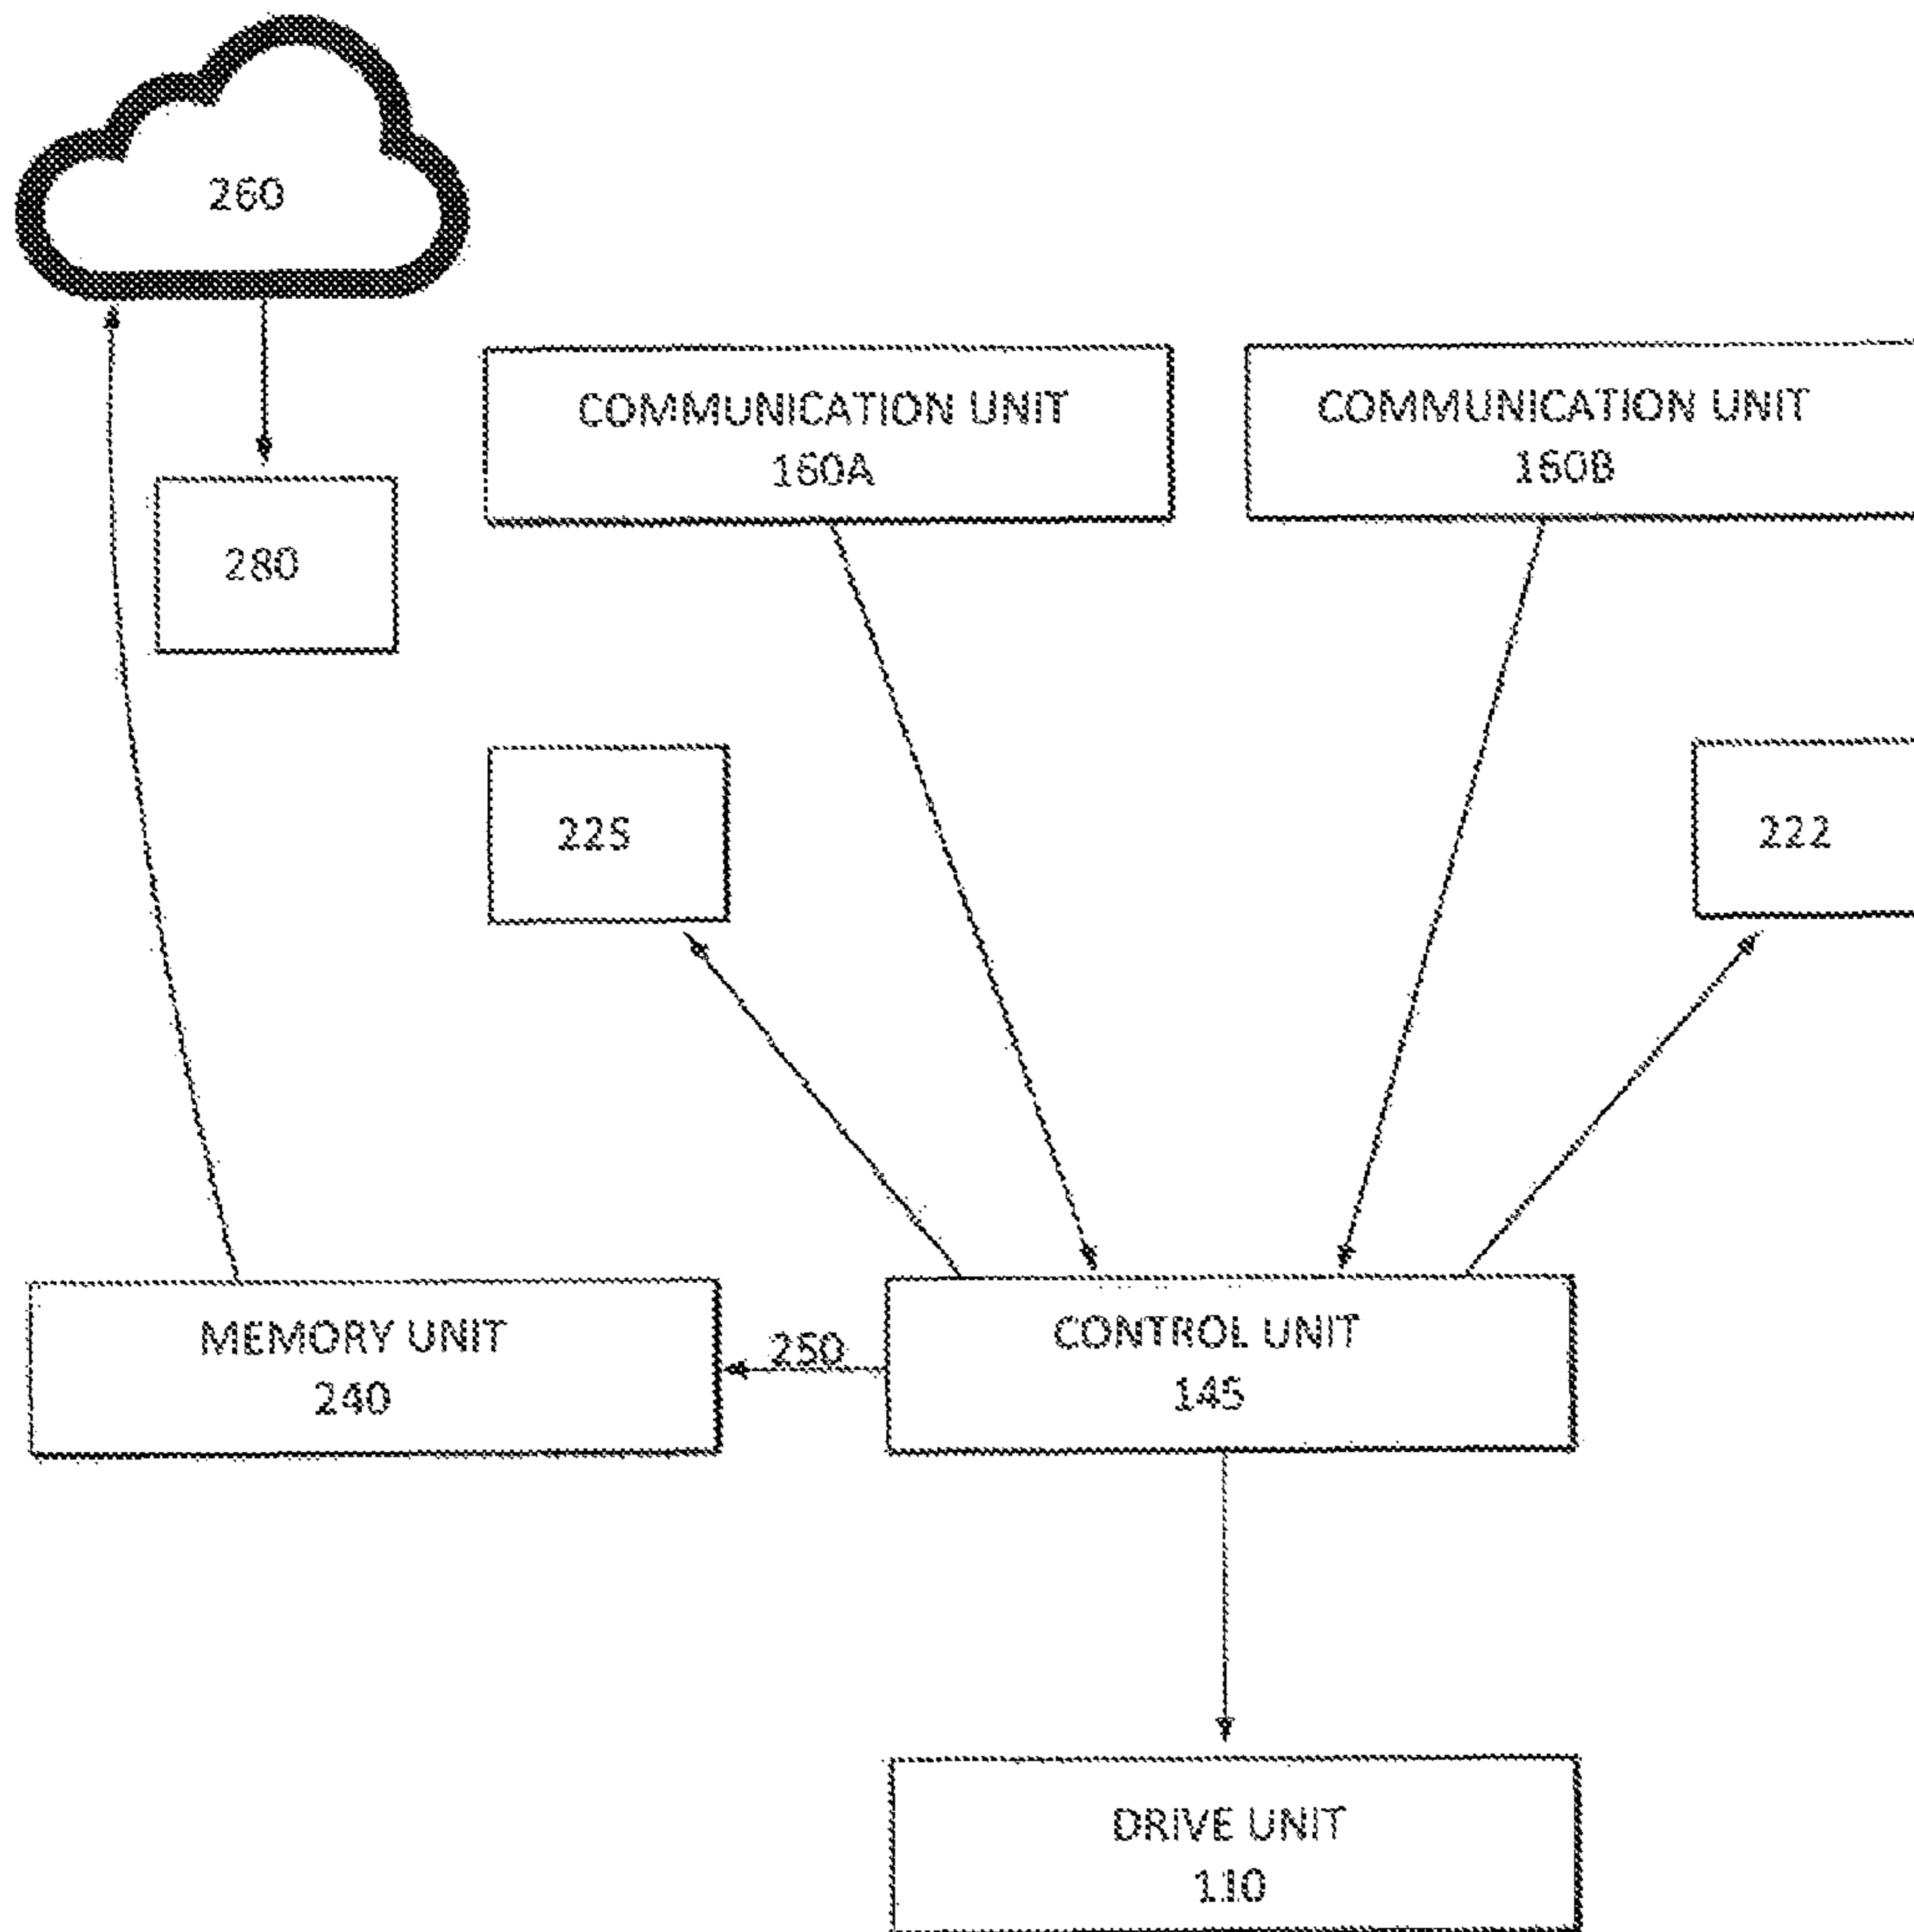 260
COMMUNICATION UNIT
160A
COMMUNICATION UNIT
160B
280
225
222
MEMORY UNIT
240
250
CONTROL UNIT
145
DRIVE UNIT
110